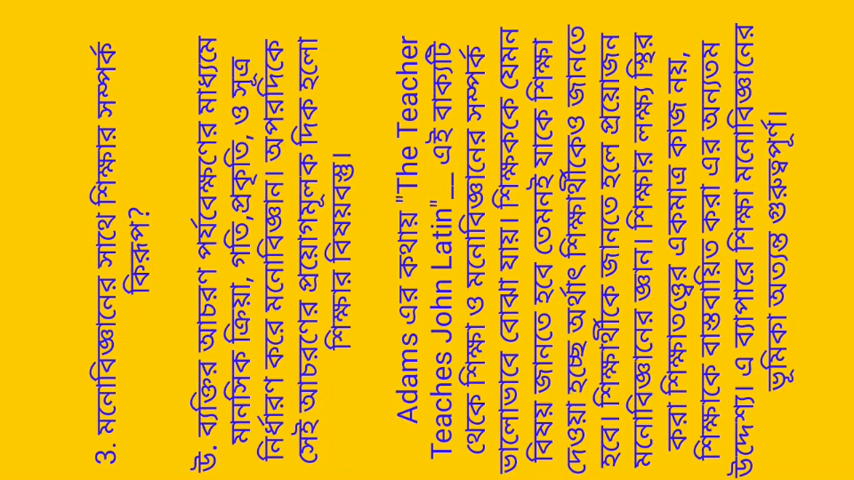 3. মনোবিজ্ঞানের সাথে শিক্ষার সম্পর্ক
কিরূপ?
উ. ব্যক্তির আচরণ পর্যবেক্ষণের মাধ্যমে
মানসিক ক্রিয়া, গতি,প্রকৃতি, ও সূত্র
নির্ধারণ করে মনোবিজ্ঞান। অপরদিকে
সেই আচরণের প্রয়োগমূলক দিক হলো
শিক্ষার বিষয়বস্তু।
Adams এর কথায় "The Teacher
Teaches John Latin"__ এই বাক্যটি
থেকে শিক্ষা ও মনোবিজ্ঞানের সম্পর্ক
ভালোভাবে বোঝা যায়। শিক্ষককে যেমন
বিষয় জানতে হবে তেমনই যাকে শিক্ষা
দেওয়া হচ্ছে অর্থাৎ শিক্ষার্থীকেও জানতে
হবে। শিক্ষার্থীকে জানতে হলে প্রয়োজন
মনোবিজ্ঞানের জ্ঞান। শিক্ষার লক্ষ্য স্থির
করা শিক্ষাতত্ত্বের একমাত্র কাজ নয়,
শিক্ষাকে বাস্তবায়িত করা এর অন্যতম
উদ্দেশ্য। এ ব্যাপারে শিক্ষা মনোবিজ্ঞানের
ভূমিকা অত্যন্ত গুরুত্বপূর্ণ।